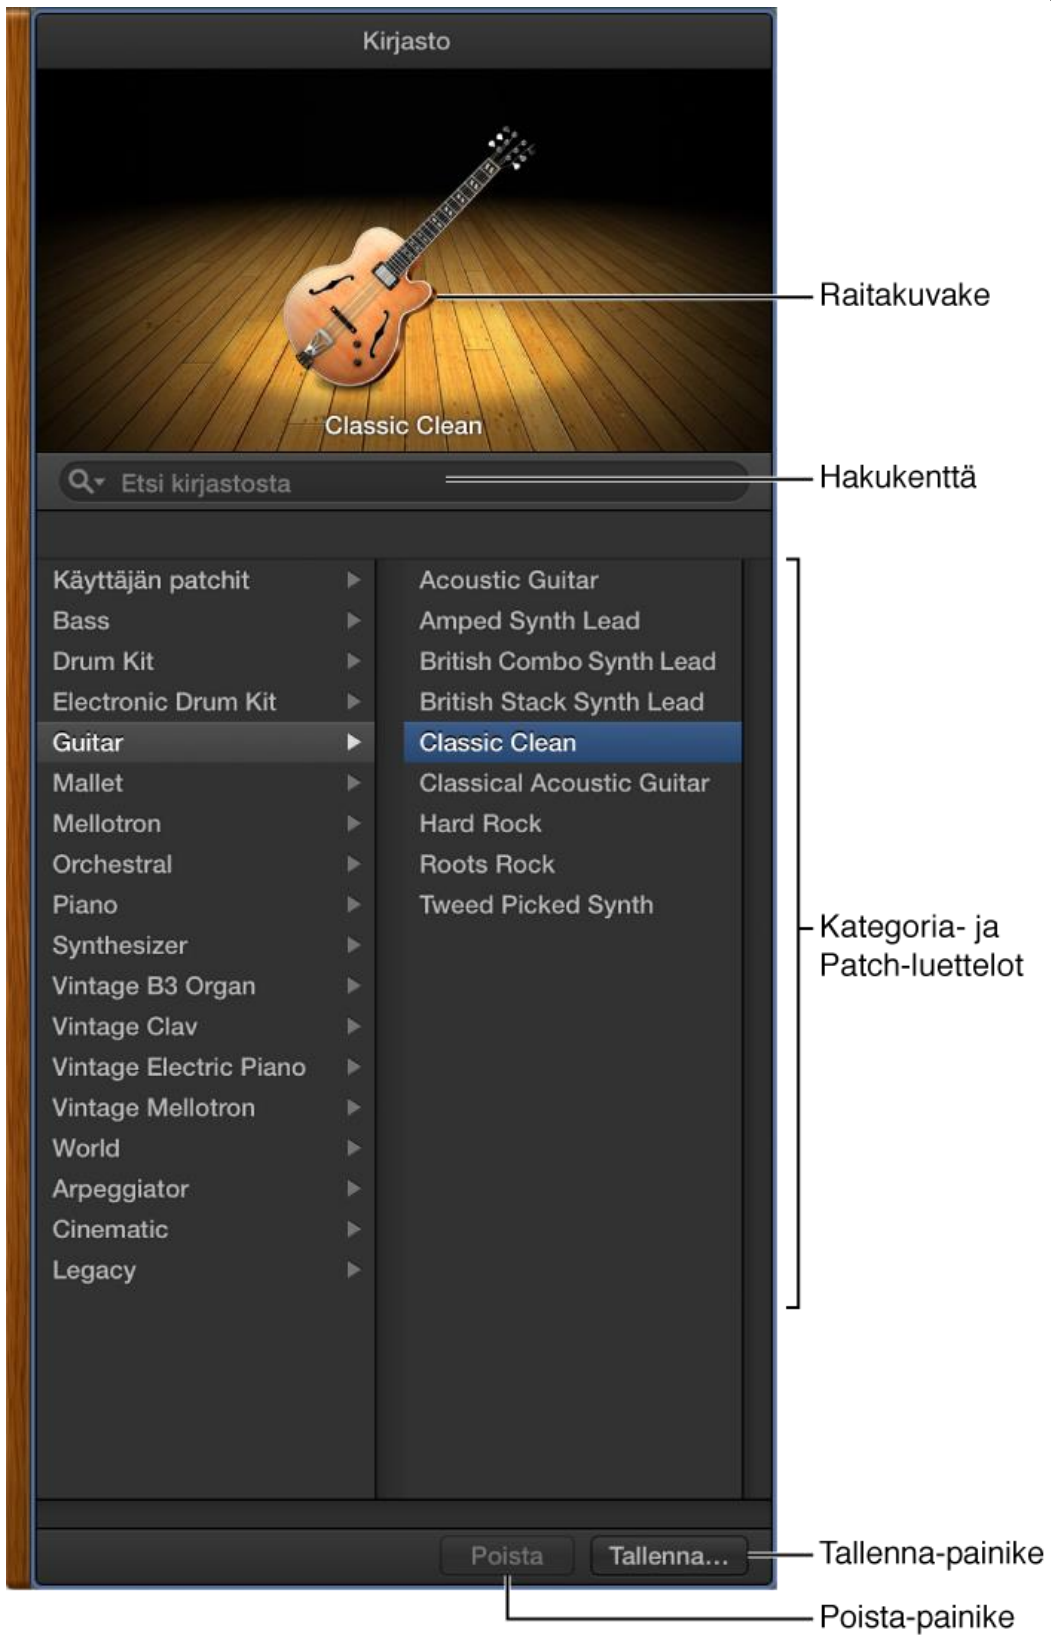 Kirjasto
Raitakuvake
Classic Clean
Etsi kirjastosta
Hakukenttä
Käyttäjän patchit
Bass
Drum Kit
Electronic Drum Kit
Guitar
Mallet
Mellotron
Orchestral
Piano
Synthesizer
Vintage B3 Organ
Vintage Clav
Vintage Electric Piano
Vintage Mellotron
World
Arpeggiator
Cinematic
Legacy
Acoustic Guitar
Amped Synth Lead
British Combo Synth Lead
British Stack Synth Lead
Classic Clean
Classical Acoustic Guitar
Hard Rock
Roots Rock
Tweed Picked Synth
Kategoria- ja
Patch-luettelot
Poista
Tallenna...
Tallenna-painike
Poista-painike